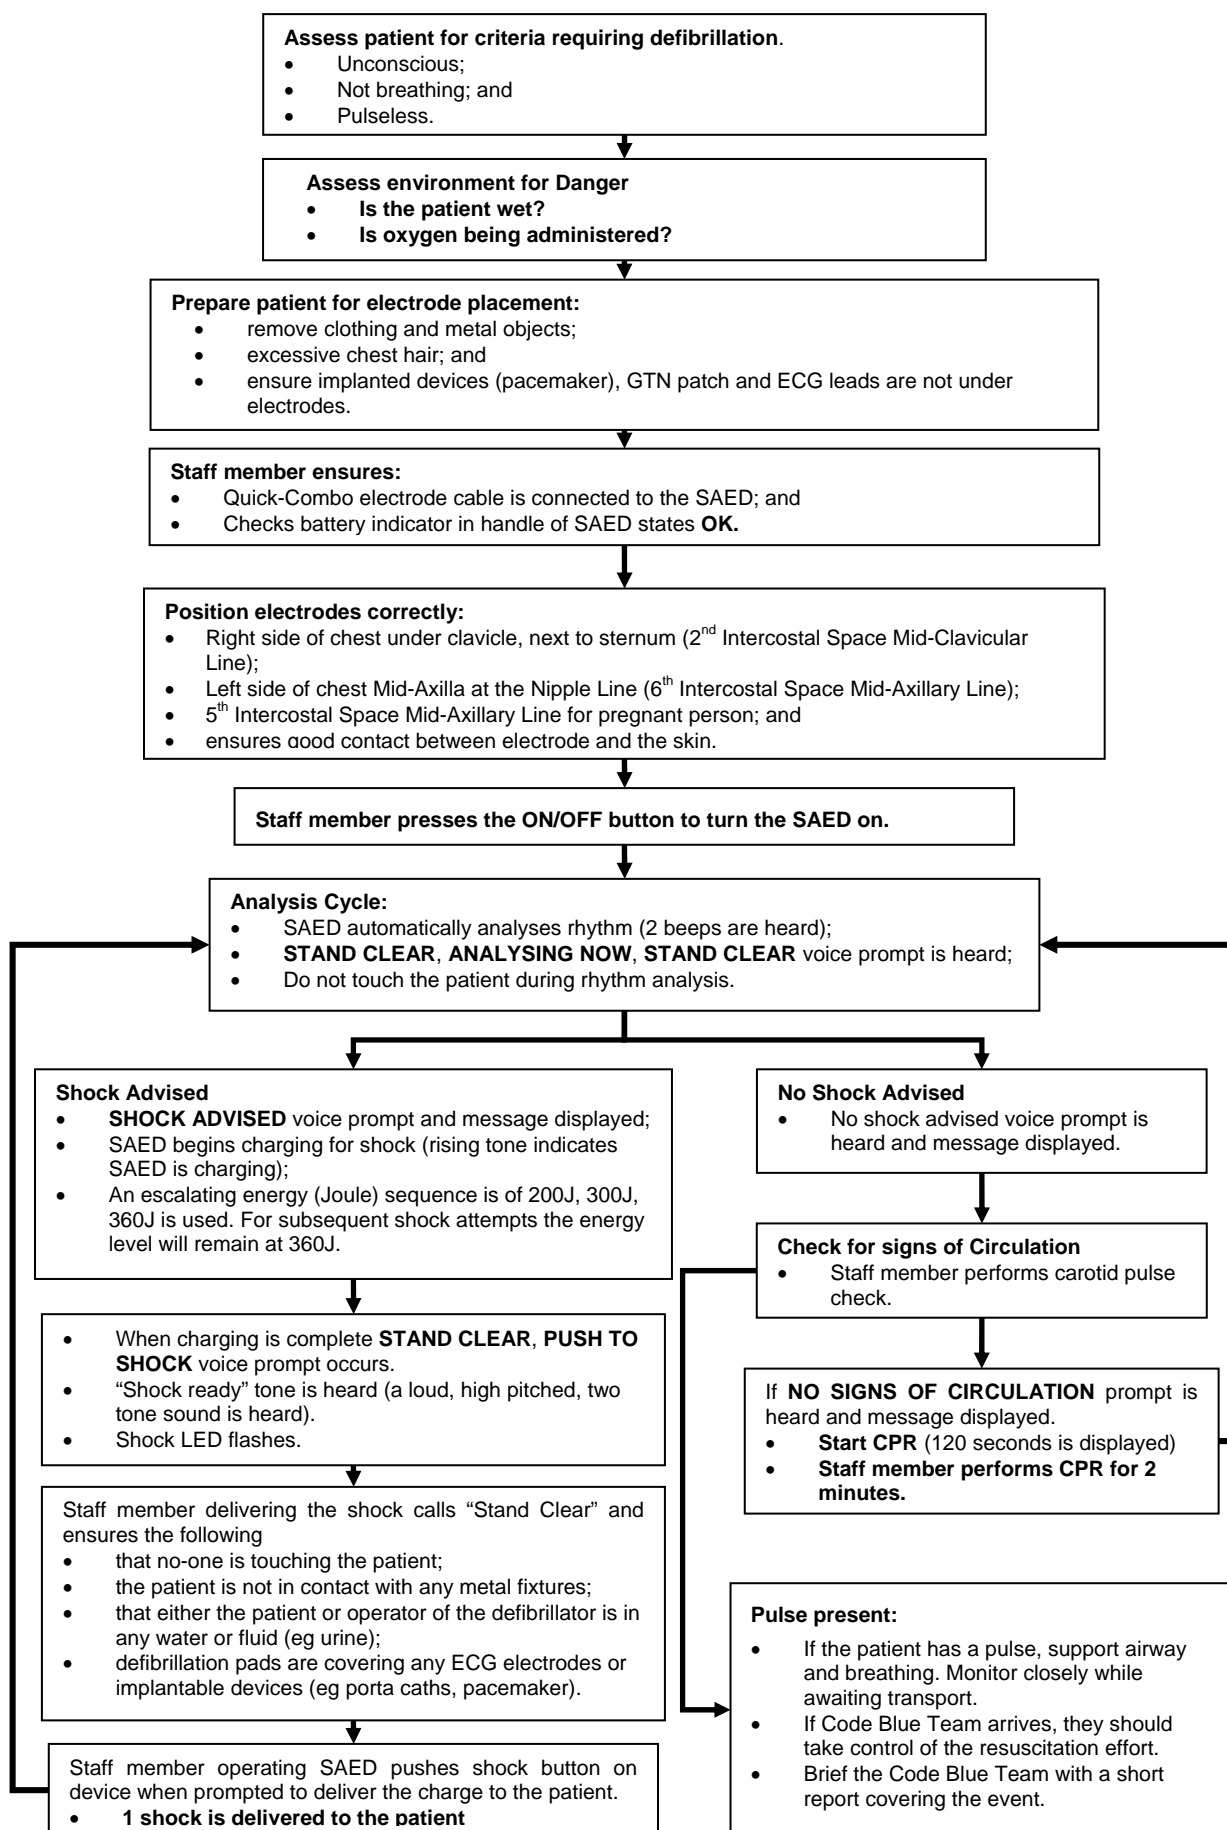 Assess patient for criteria requiring defibrillation.
• Unconscious;
• Not breathing; and
• Pulseless.
Assess environment for Danger
• Is the patient wet?
• Is oxygen being administered?
Prepare patient for electrode placement:
• remove clothing and metal objects;
• excessive chest hair; and
• ensure implanted devices (pacemaker), GTN patch and ECG leads are not under
electrodes.
Staff member ensures:
• Quick-Combo electrode cable is connected to the SAED; and
• Checks battery indicator in handle of SAED states OK.
Position electrodes correctly:
• Right side of chest under clavicle, next to sternum (2nd Intercostal Space Mid-Clavicular
Line);
• Left side of chest Mid-Axilla at the Nipple Line (6th Intercostal Space Mid-Axillary Line);
• 5th Intercostal Space Mid-Axillary Line for pregnant person; and
• ensures good contact between electrode and the skin.
Staff member presses the ON/OFF button to turn the SAED on.
Analysis Cycle:
• SAED automatically analyses rhythm (2 beeps are heard);
• STAND CLEAR, ANALYSING NOW, STAND CLEAR voice prompt is heard;
• Do not touch the patient during rhythm analysis.
Shock Advised
• SHOCK ADVISED voice prompt and message displayed;
• SAED begins charging for shock (rising tone indicates
SAED is charging);
• An escalating energy (Joule) sequence is of 200J, 300J,
360J is used. For subsequent shock attempts the energy
level will remain at 360J.
• When charging is complete STAND CLEAR, PUSH TO
SHOCK voice prompt occurs.
• “Shock ready” tone is heard (a loud, high pitched, two
tone sound is heard).
• Shock LED flashes.
Staff member delivering the shock calls “Stand Clear” and
ensures the following
• that no-one is touching the patient;
• the patient is not in contact with any metal fixtures;
• that either the patient or operator of the defibrillator is in
any water or fluid (eg urine);
• defibrillation pads are covering any ECG electrodes or
implantable devices (eg porta caths, pacemaker).
Staff member operating SAED pushes shock button on
device when prompted to deliver the charge to the patient.
• 1 shock is delivered to the patient
No Shock Advised
• No shock advised voice prompt is
heard and message displayed.
Check for signs of Circulation
• Staff member performs carotid pulse
check.
If NO SIGNS OF CIRCULATION prompt is
heard and message displayed.
• Start CPR (120 seconds is displayed)
• Staff member performs CPR for 2
minutes.
Pulse present:
• If the patient has a pulse, support airway
and breathing. Monitor closely while
awaiting transport.
• If Code Blue Team arrives, they should
take control of the resuscitation effort.
• Brief the Code Blue Team with a short
report covering the event.